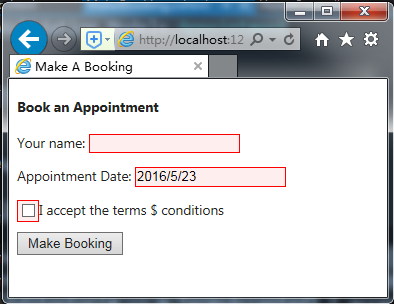 http://localhost:12
Make A Booking
Book an Appointment
Your name:
Appointment Date: 2016/5/23
I accept the terms $ conditions
Make Booking